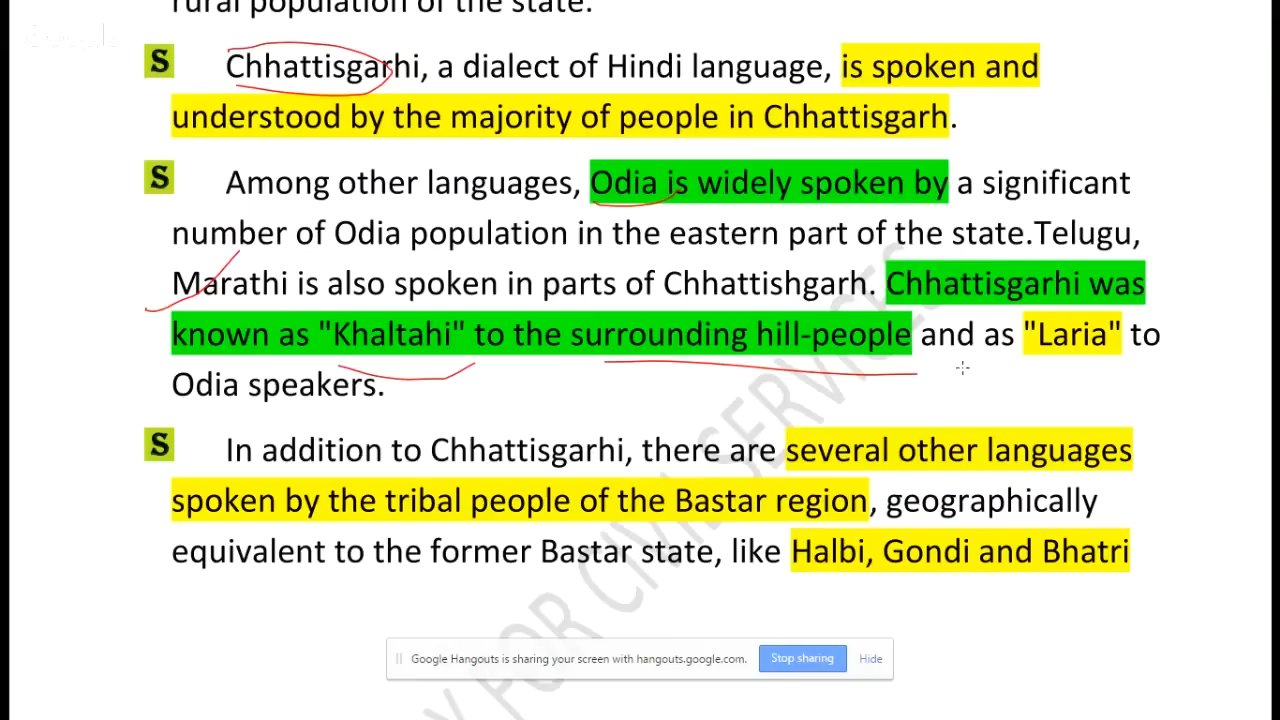 rural population of the state.
Google
S Chhattisgarhi, a dialect of Hindi language, is spoken and
understood by the majority of people in Chhattisgarh.
S Among other languages, Odia is widely spoken by a significant
number of Odia population in the eastern part of the state.Telugu,
Marathi is also spoken in parts of Chhattishgarh. Chhattisgarhi was
known as "Khaltahi" to the surrounding hill-people and as "Laria" to
Odia speakers.
S In addition to Chhattisgarhi, there are several other languages
spoken by the tribal people of the Bastar region, geographically
equivalent to the former Bastar state, like Halbi, Gondi and Bhatri
Y FOR CIVIL SERVICES
Google Hangouts is sharing your screen with hangouts.google.com. Stop sharing Hide